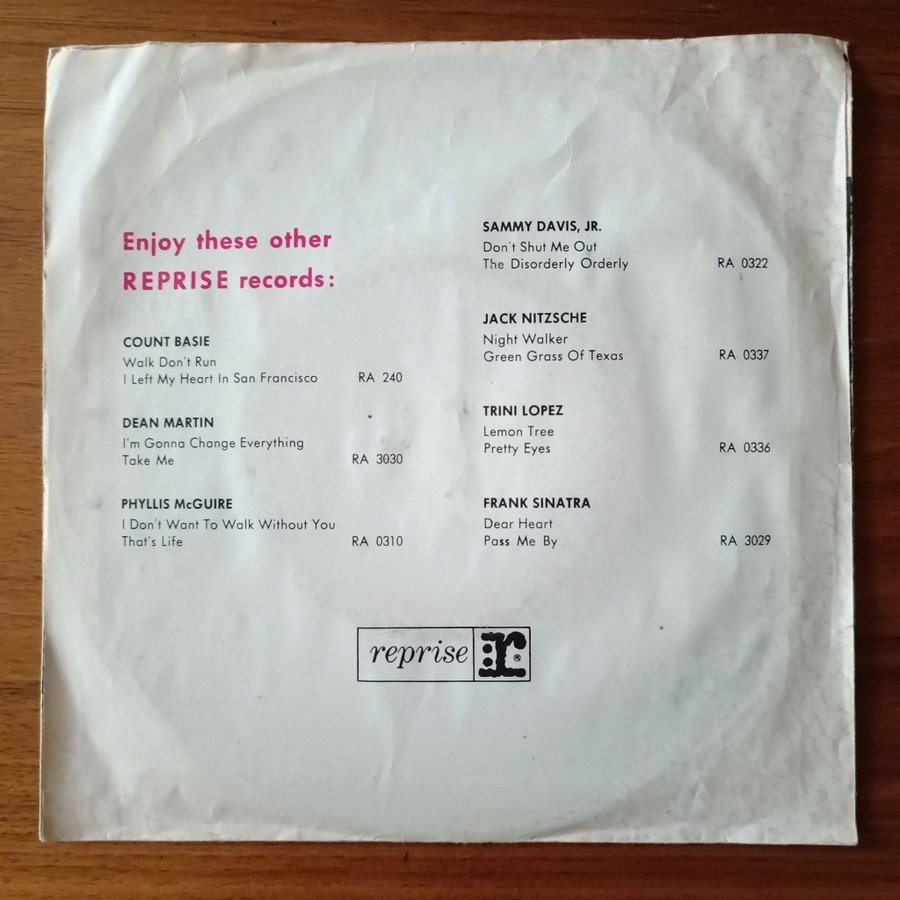 Enjoy these other
REPRISE records:
COUNT BASIE
Walk Don't Run
I Left My Heart In San Francisco RA 240
DEAN MARTIN
I'm Gonna Change Everything
Take Me RA 3030
PHYLLIS McGUIRE
I Don't Want To Walk Without You
That's Life RA 0310
SAMMY DAVIS, JR.
Don't Shut Me Out
The Disorderly Orderly RA 0322
JACK NITZSCHE
Night Walker
Green Grass Of Texas RA 0337
TRINI LOPEZ
Lemon Tree
Pretty Eyes RA 0336
FRANK SINATRA
Dear Heart
Pass Me By RA 3029
reprise r®